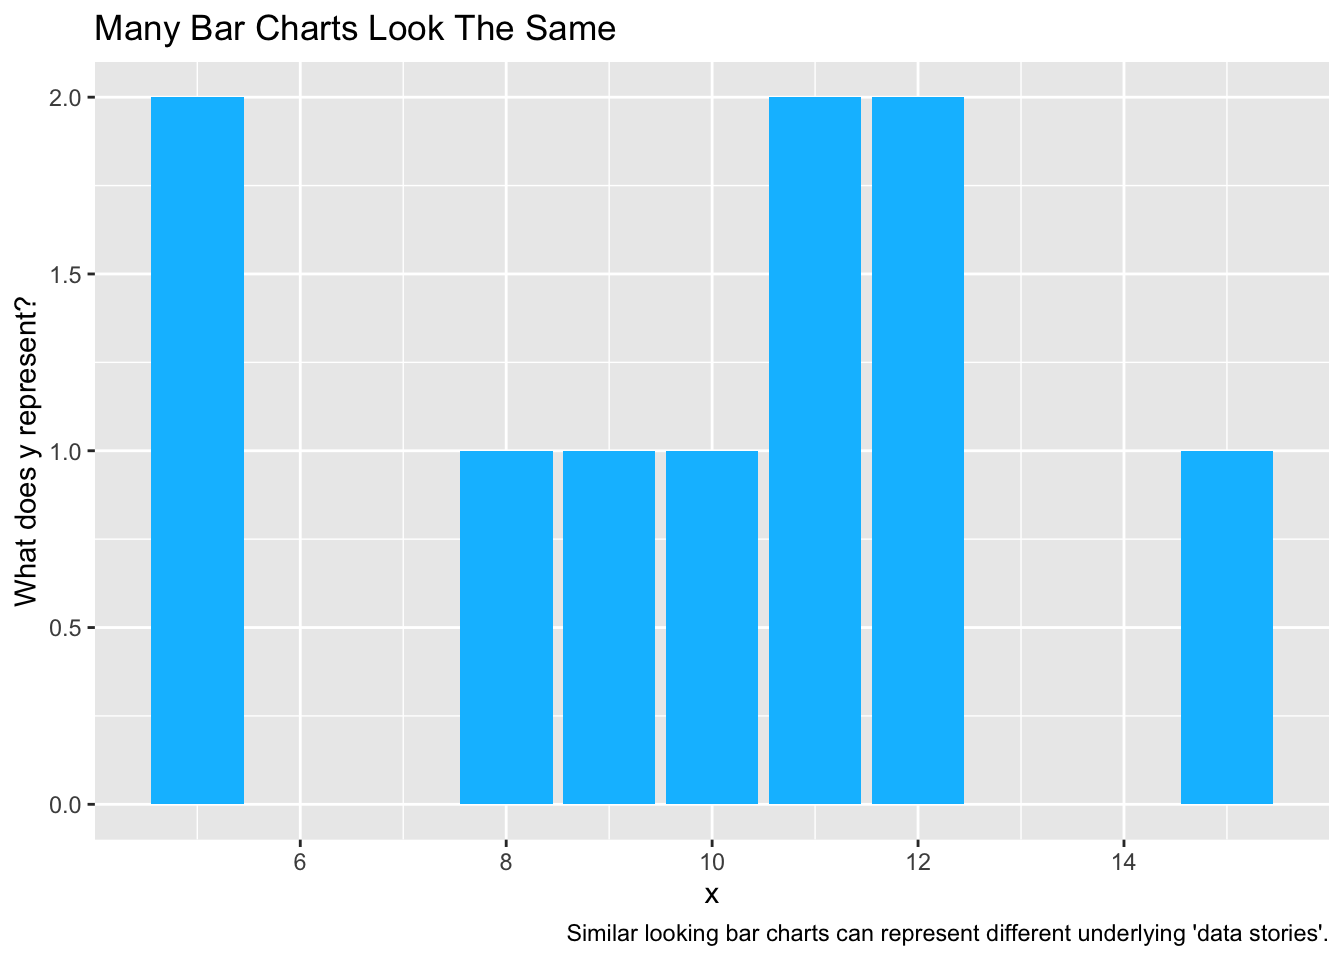 Many Bar Charts Look The Same
What does y represent?
2.0
1.5
1.0
0.5
0.0
6 8 10 12 14
x
Similar looking bar charts can represent different underlying 'data stories'.